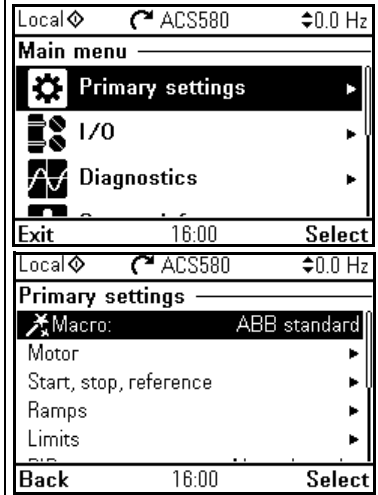 Local ACS580 0.0 Hz
Main menu
Primary settings
I/O
Diagnostics
Exit 16:00 Select
Local ACS580 0.0 Hz
Primary settings
Macro: ABB standard
Motor
Start, stop, reference
Ramps
Limits
Back 16:00 Select